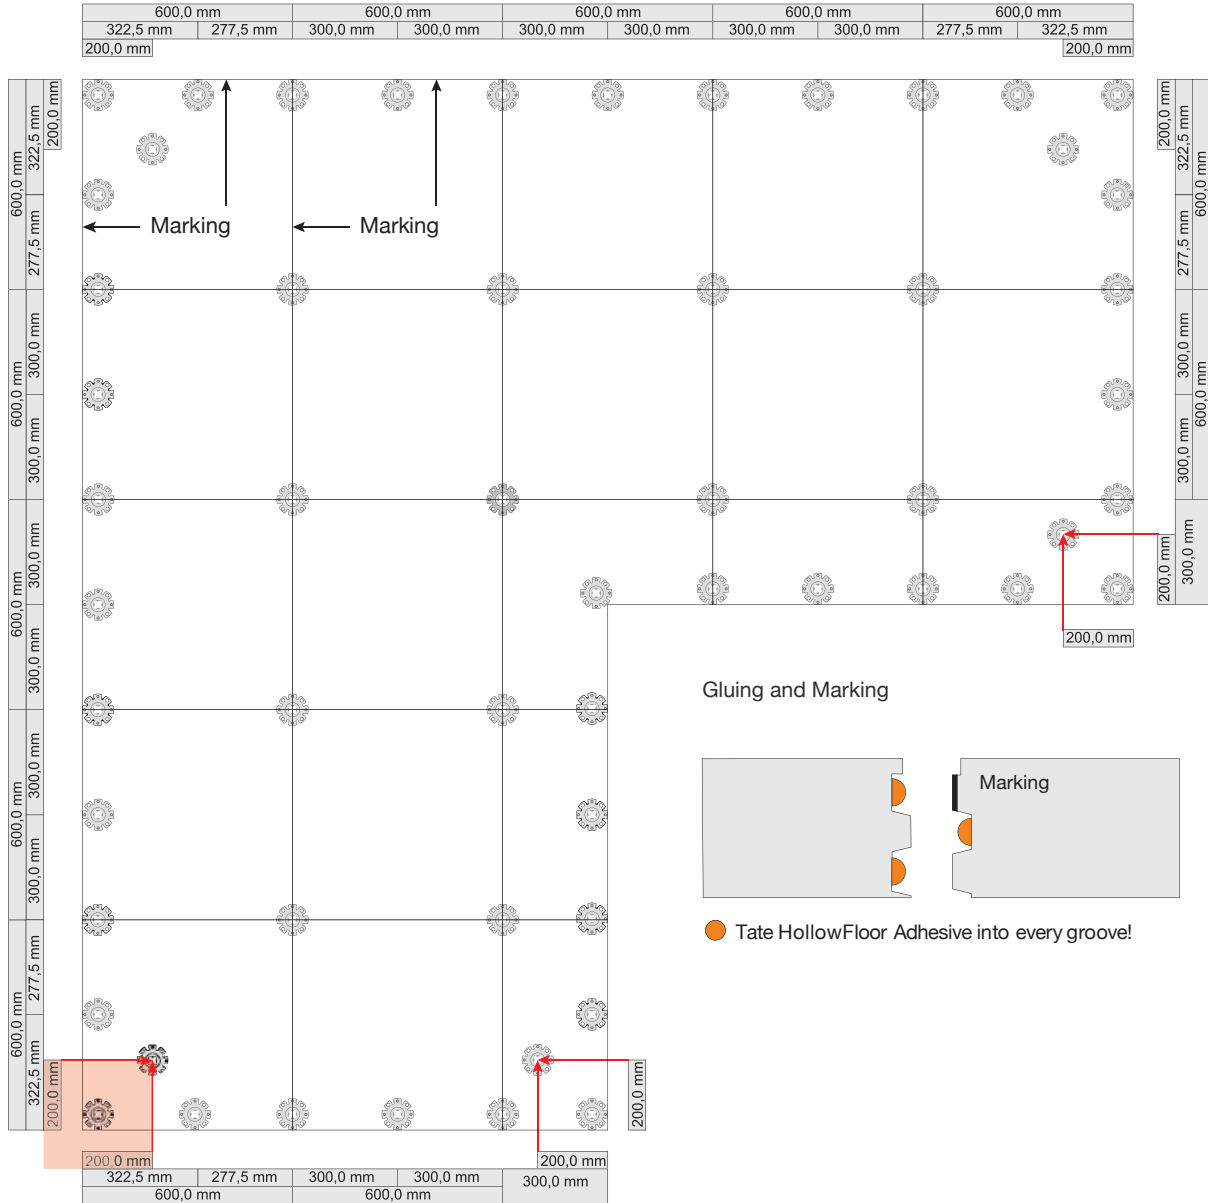 600,0 mm 600,0 mm 600,0 mm 600,0 mm 600,0 mm
322,5 mm 277,5 mm 300,0 mm 300,0 mm 300,0 mm 300,0 mm 300,0 mm 300,0 mm 277,5 mm 322,5 mm
200,0 mm 200,0 mm
600,0 mm 600,0 mm 600,0 mm 600,0 mm 600,0 mm
322,5 mm 277,5 mm 300,0 mm 300,0 mm 300,0 mm 300,0 mm 300,0 mm 300,0 mm 277,5 mm 322,5 mm
200,0 mm 200,0 mm
Marking Marking
200,0 mm 200,0 mm
322,5 mm 277,5 mm 300,0 mm 300,0 mm
600,0 mm 600,0 mm 300,0 mm
200,0 mm
Gluing and Marking
Marking
Tate HollowFloor Adhesive into every groove!
200,0 mm
200,0 mm 200,0 mm
322,5 mm 277,5 mm 300,0 mm 300,0 mm 300,0 mm
600,0 mm 600,0 mm